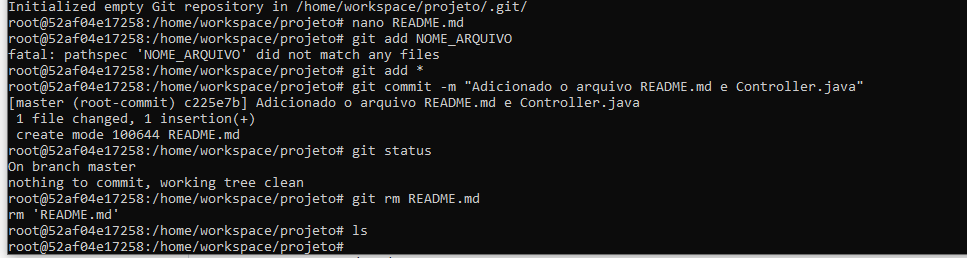 Initialized empty Git repository in /home/workspace/projeto/.git/
root@52af04e17258:/home/workspace/projeto# nano README.md
root@52af04e17258:/home/workspace/projeto# git add NOME_ARQUIVO
fatal: pathspec 'NOME_ARQUIVO' did not match any files
root@52af04e17258:/home/workspace/projeto# git add *
root@52af04e17258:/home/workspace/projeto# git commit -m "Adicionado o arquivo README.md e Controller.java"
[master (root-commit) c225e7b] Adicionado o arquivo README.md e Controller.java
 1 file changed, 1 insertion(+)
 create mode 100644 README.md
root@52af04e17258:/home/workspace/projeto# git status
On branch master
nothing to commit, working tree clean
root@52af04e17258:/home/workspace/projeto# git rm README.md
rm 'README.md'
root@52af04e17258:/home/workspace/projeto# ls
root@52af04e17258:/home/workspace/projeto#